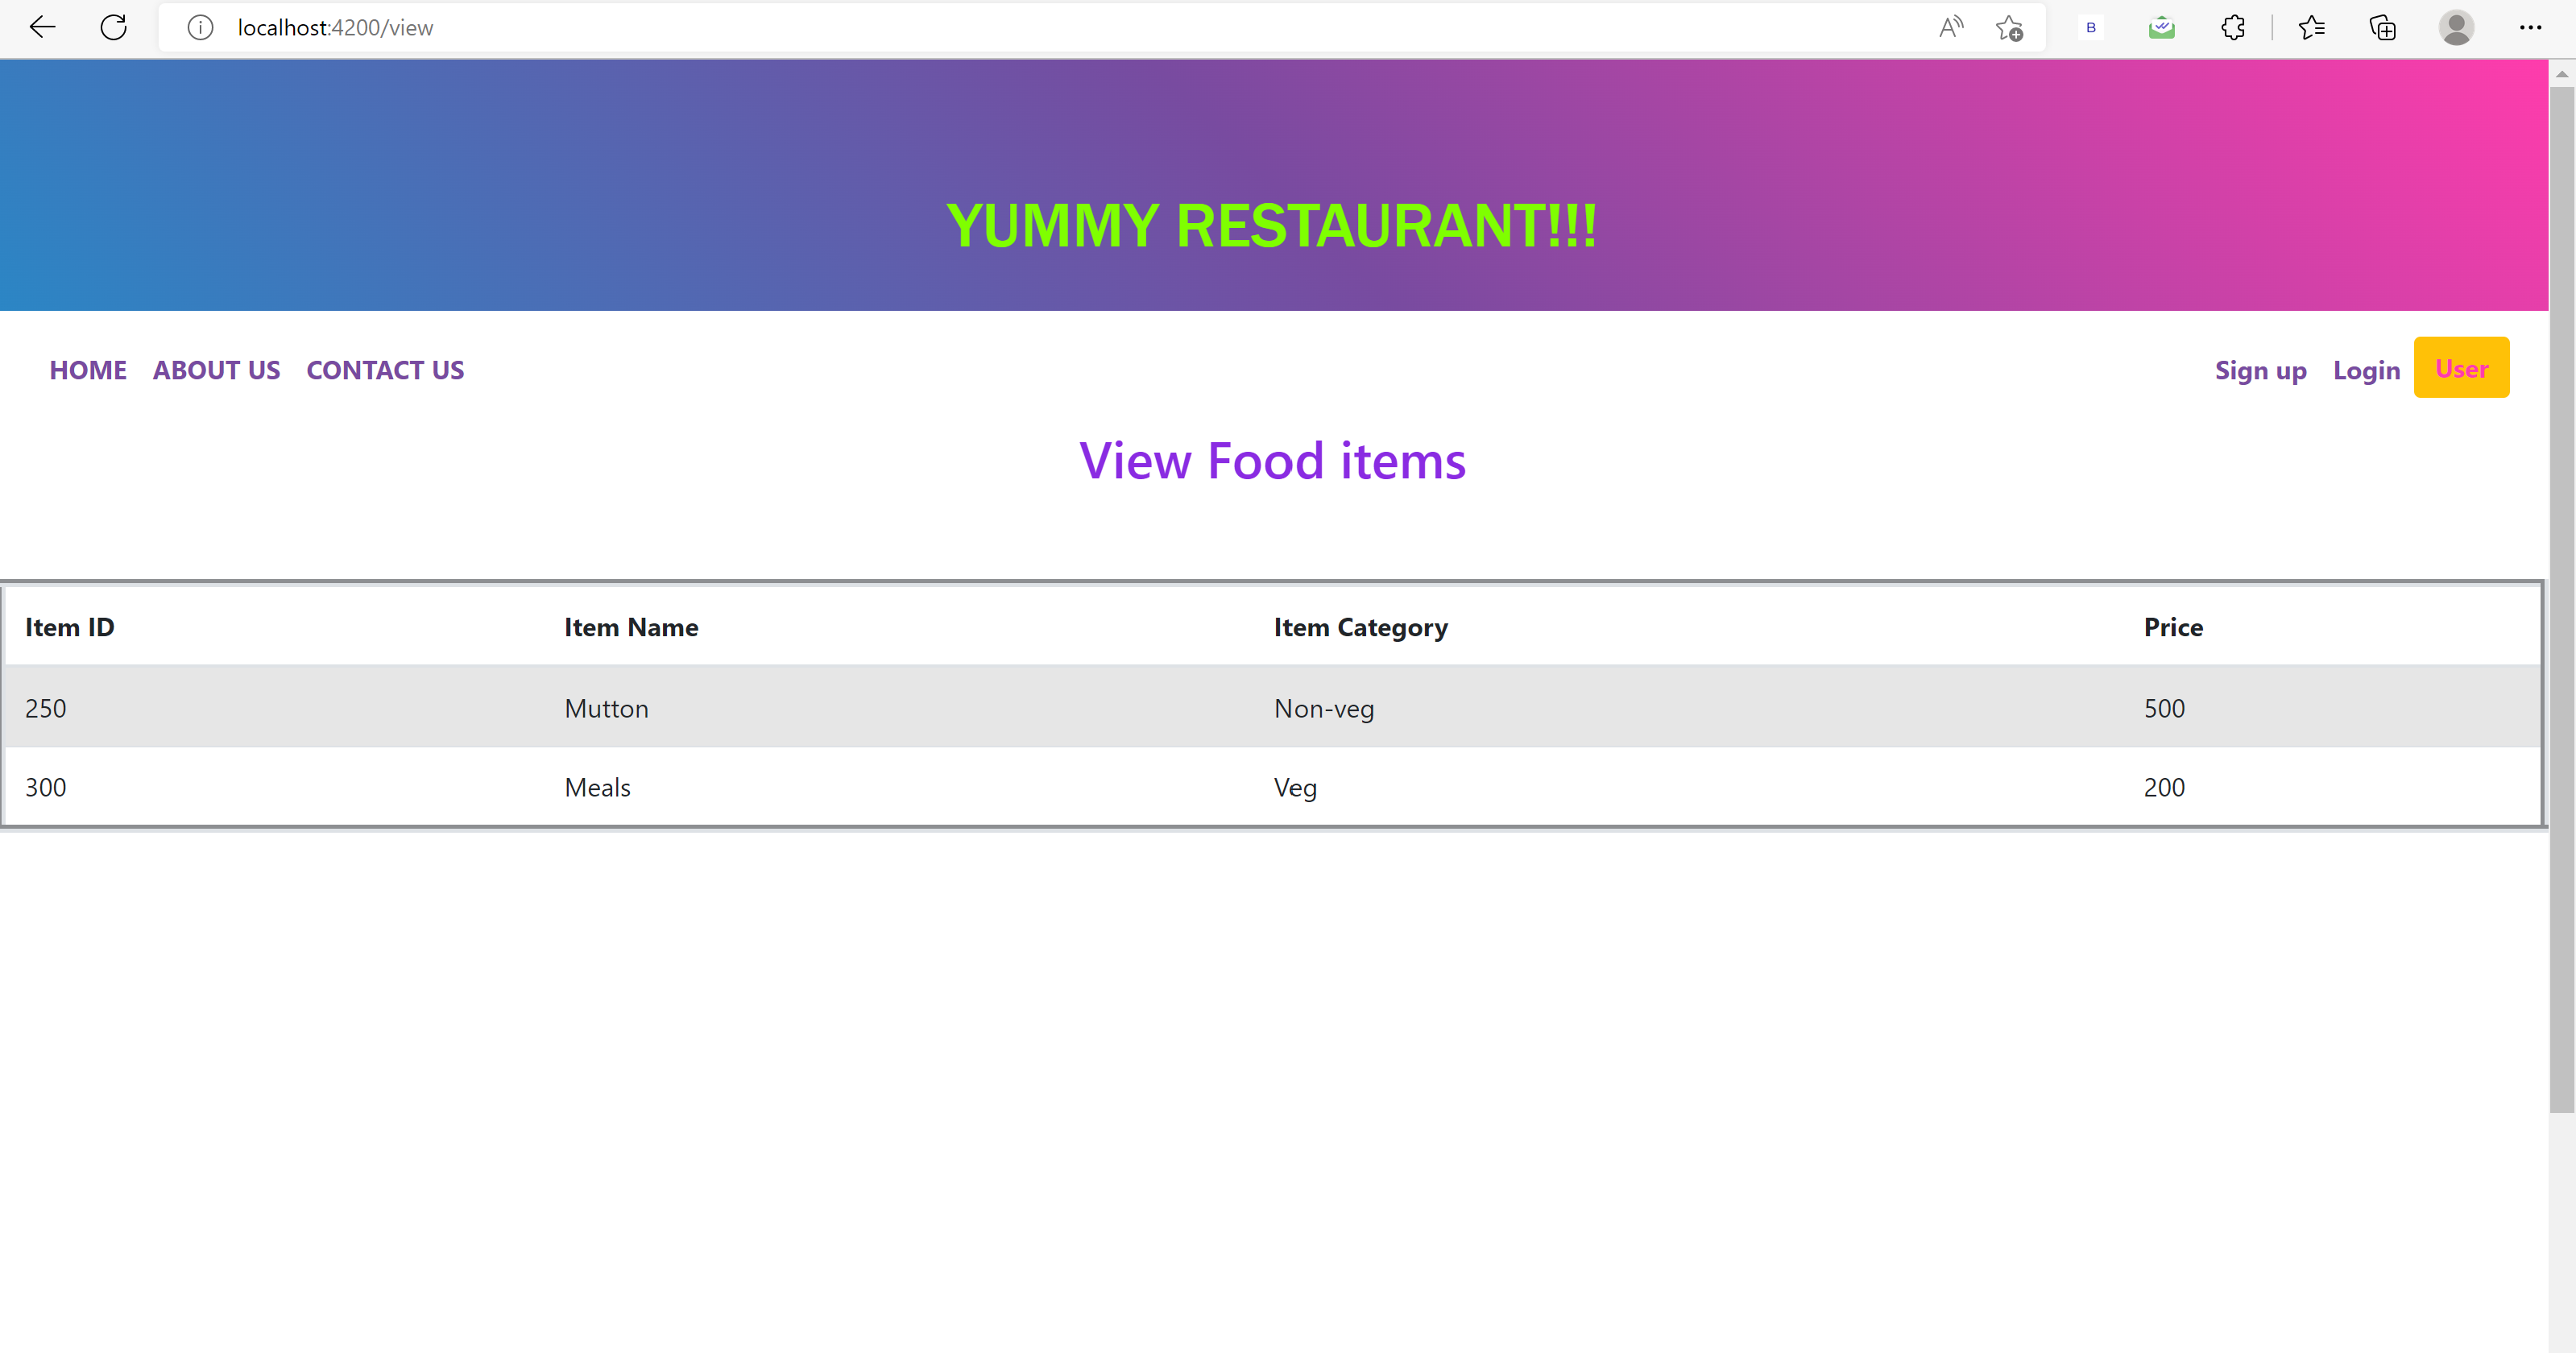 localhost:4200/view
B
YUMMY RESTAURANT!!!
HOME ABOUT US CONTACT US Sign up Login User
View Food items
Item ID Item Name Item Category Price
250 Mutton Non-veg 500
300 Meals Veg 200